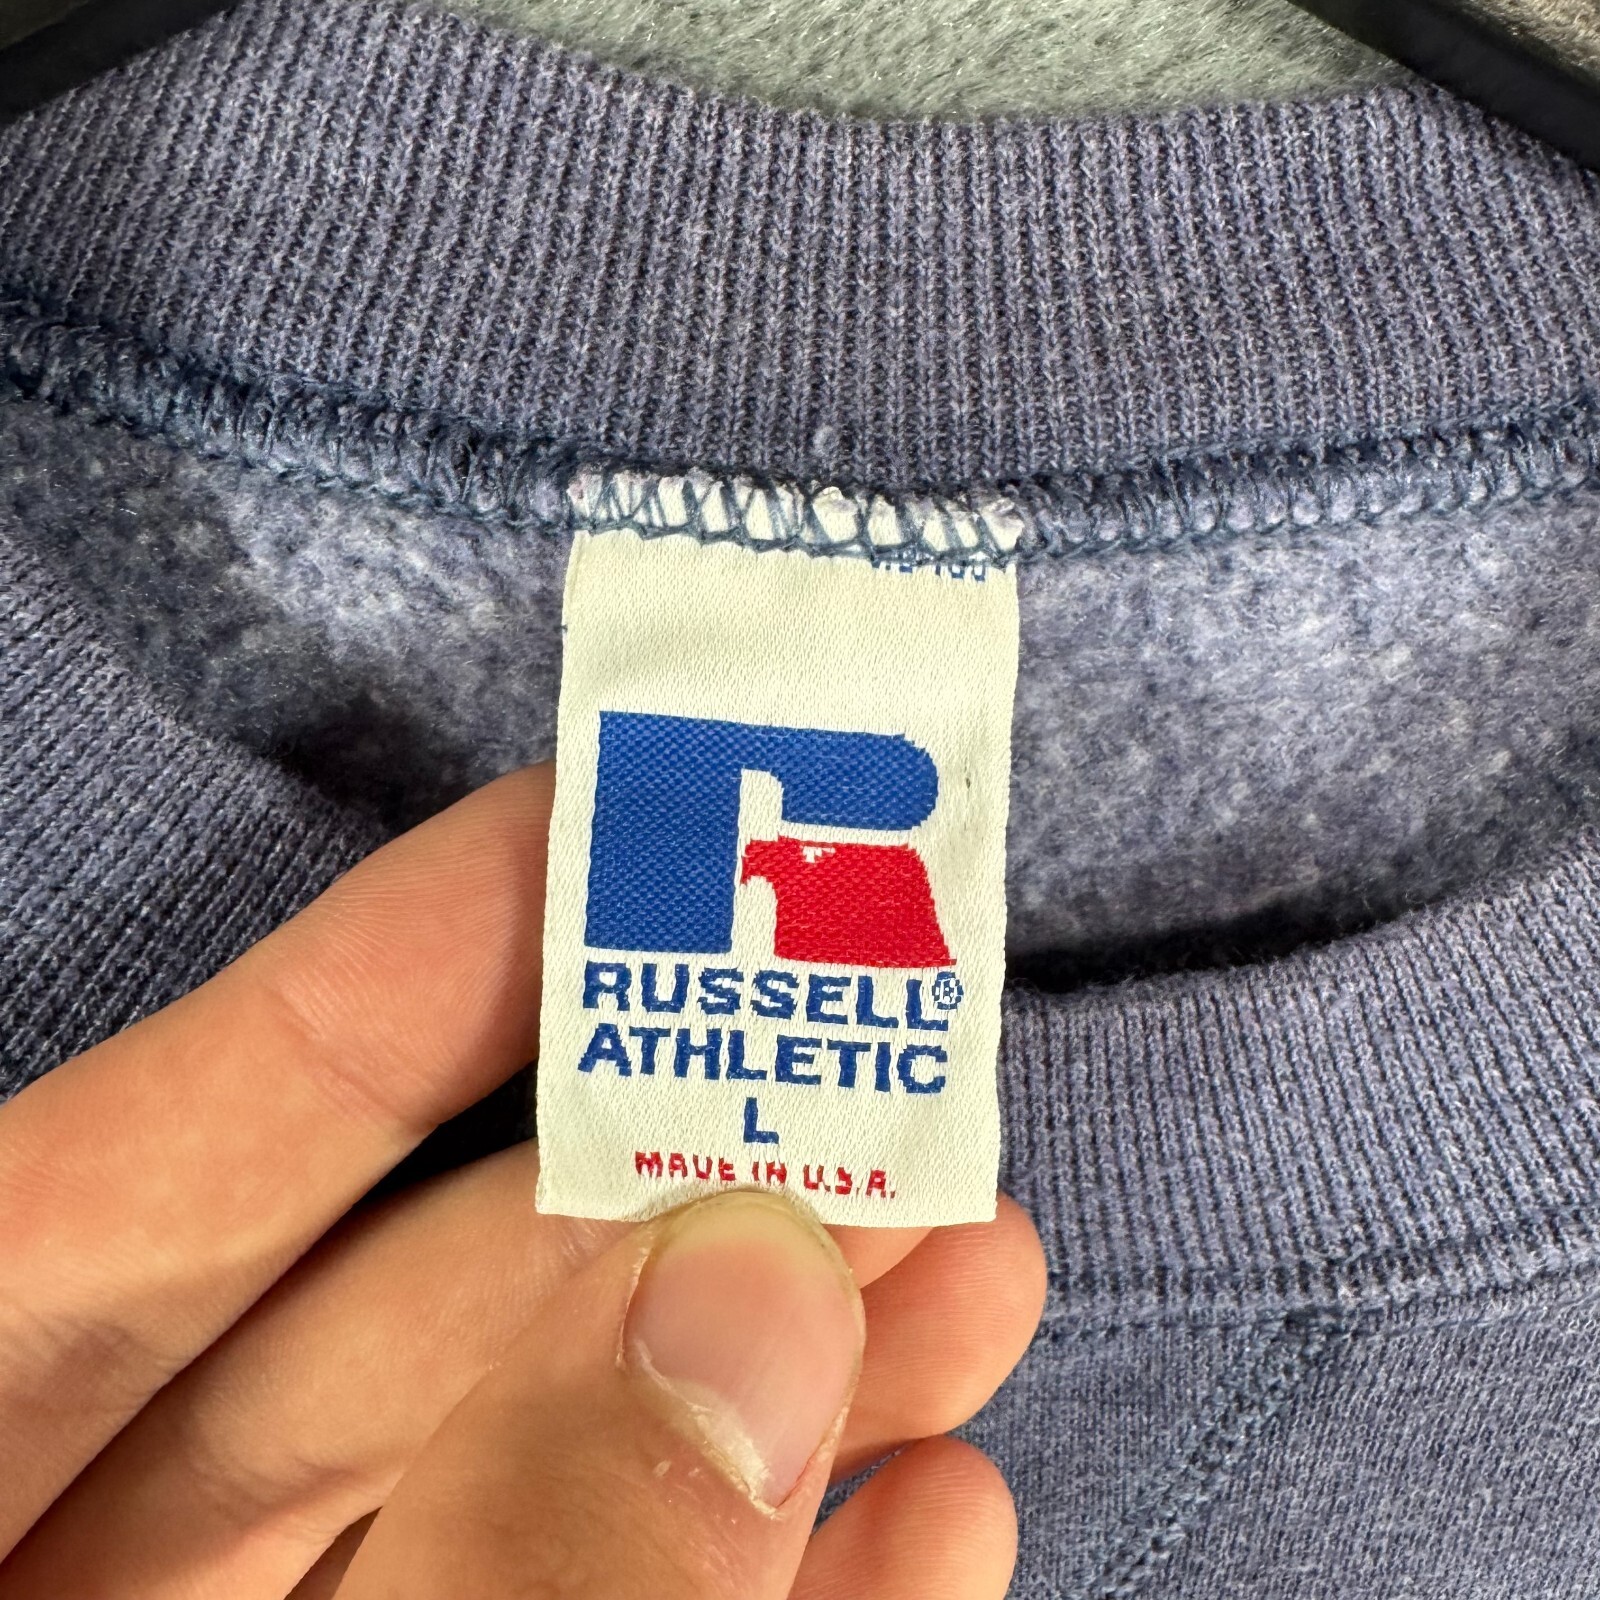 RUSSELL®
ATHLETIC
L
MADE IN U.S.A.